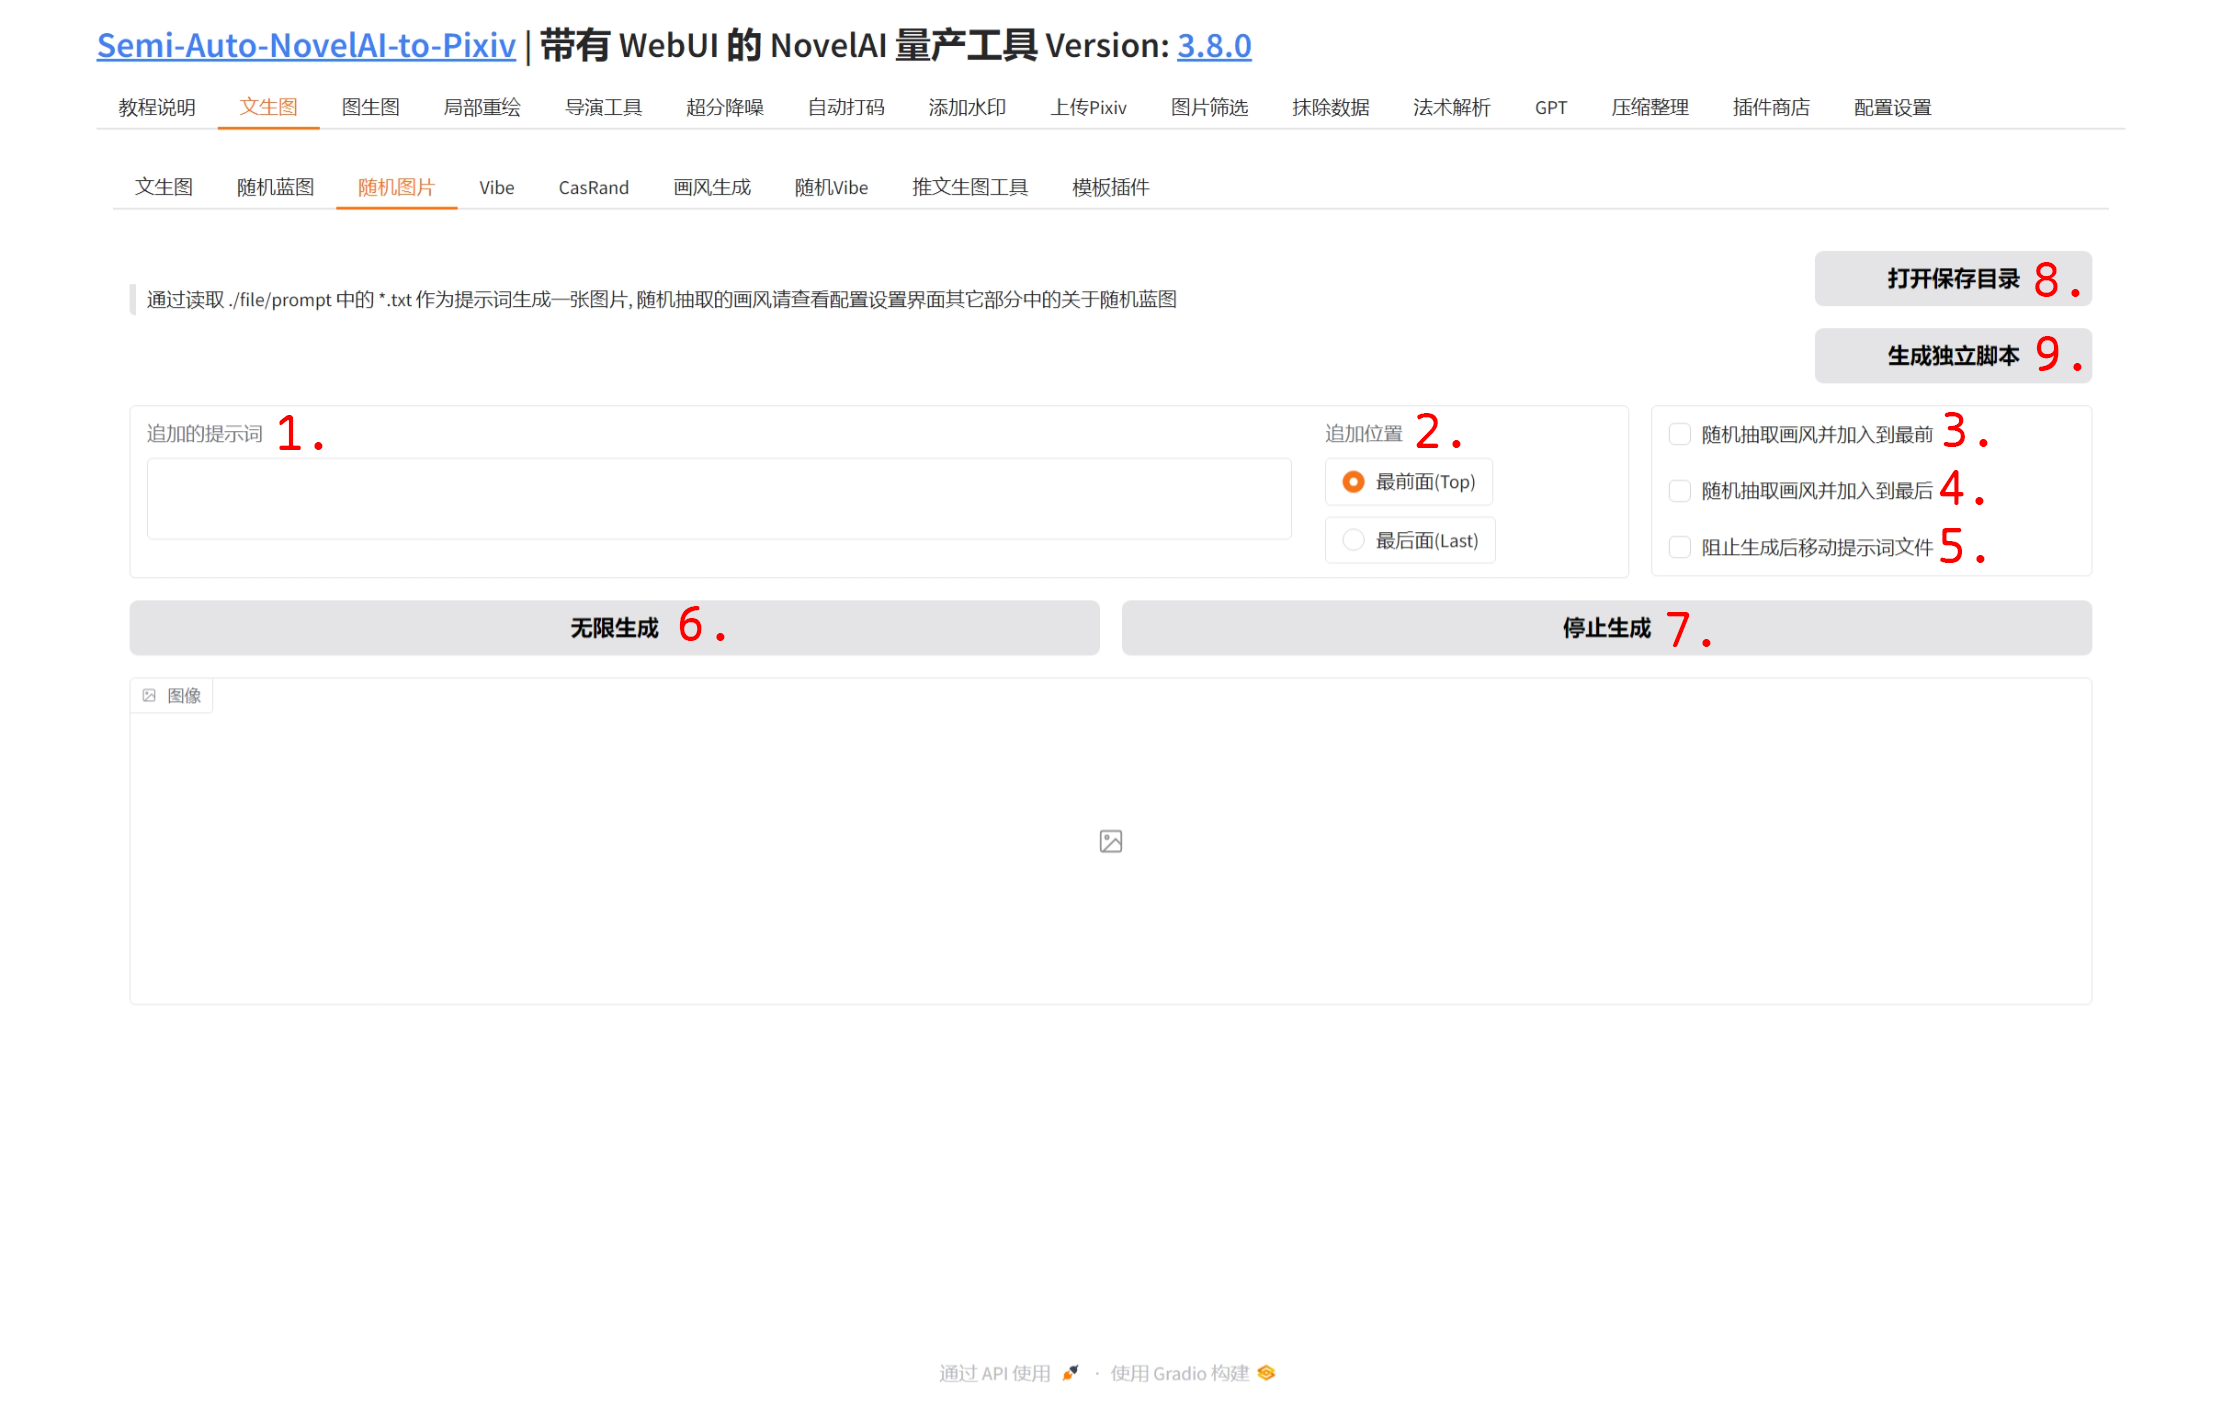 Semi-Auto-NovelAI-to-Pixiv | 带有 WebUI 的 NovelAI 量产工具 Version: 3.8.0
教程说明 文生图 图生图 局部重绘 导演工具 超分降噪 自动打码 添加水印 上传Pixiv 图片筛选 抹除数据 法术解析 GPT 压缩整理 插件商店 配置设置
文生图 随机蓝图 随机图片 Vibe CasRand 画风生成 随机Vibe 推文生图工具 模板插件
打开保存目录 8.
通过读取 ./file/prompt 中的 *.txt 作为提示词生成一张图片, 随机抽取的画风请查看配置设置界面其它部分中的关于随机蓝图
生成独立脚本 9.
追加的提示词 1.
追加位置 2.
最前面(Top)
最后面(Last)
随机抽取画风并加入到最前 3.
随机抽取画风并加入到最后 4.
阻止生成后移动提示词文件 5.
无限生成 6.
停止生成 7.
图像
通过 API 使用 · 使用 Gradio 构建